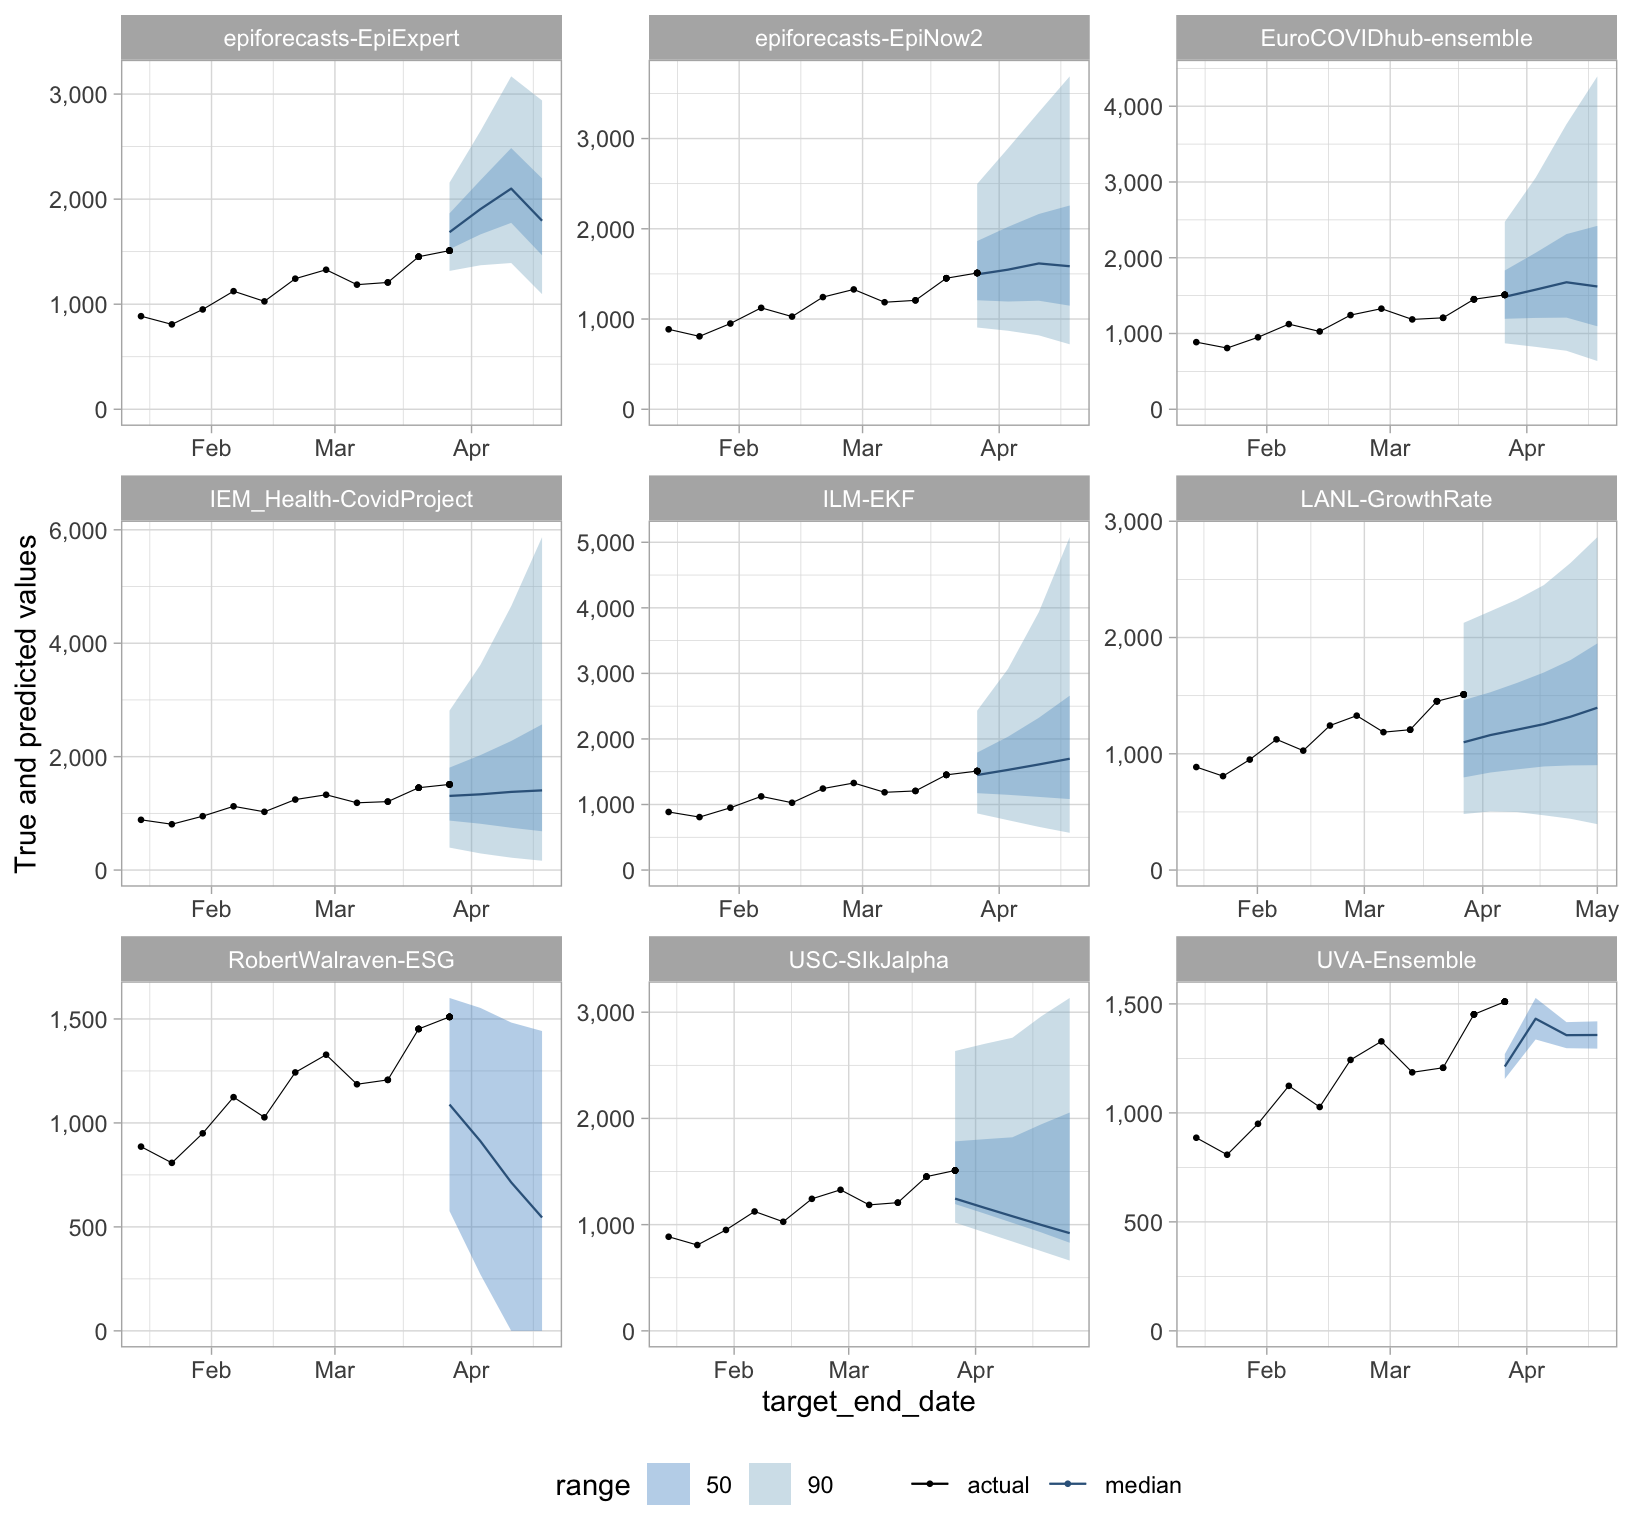 epiforecasts-EpiExpert
epiforecasts-EpiNow2
EuroCOVIDhub-ensemble
3,000
2,000
1,000
0
Feb Mar Apr
3,000
2,000
1,000
0
Feb Mar Apr
4,000
3,000
2,000
1,000
0
Feb Mar Apr
IEM_Health-CovidProject
ILM-EKF
LANL-GrowthRate
True and predicted values
6,000
4,000
2,000
0
Feb Mar Apr
5,000
4,000
3,000
2,000
1,000
0
Feb Mar Apr
3,000
2,000
1,000
0
Feb Mar Apr May
RobertWalraven-ESG
USC-SIkJalpha
UVA-Ensemble
1,500
1,000
500
0
Feb Mar Apr
3,000
2,000
1,000
0
Feb Mar Apr
1,500
1,000
500
0
Feb Mar Apr
target_end_date
range 50 90 actual median